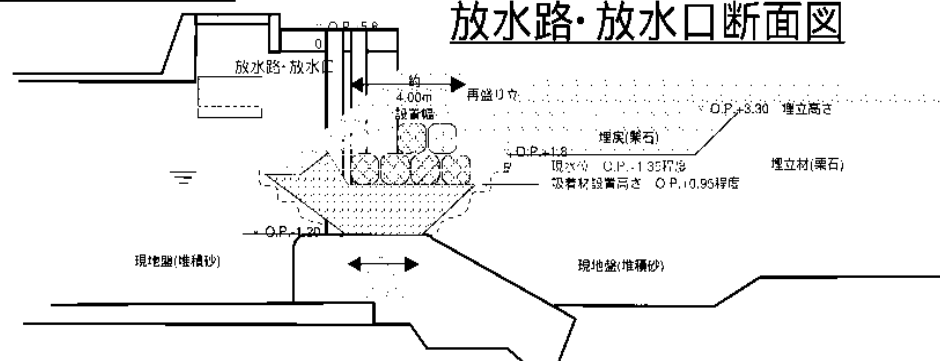 放水路・放水口断面図
O.P.5.8
放水路・放水口
約
4.00m
設置幅
再盛り立
O.P.+3.30 埋立高さ
埋戻(栗石)
O.P.+1.8
現水位 O.P.-1.35程度
吸着材設置高さ O.P.+0.95程度
埋立材(栗石)
O.P.-1.20
現地盤(堆積砂)
現地盤(堆積砂)